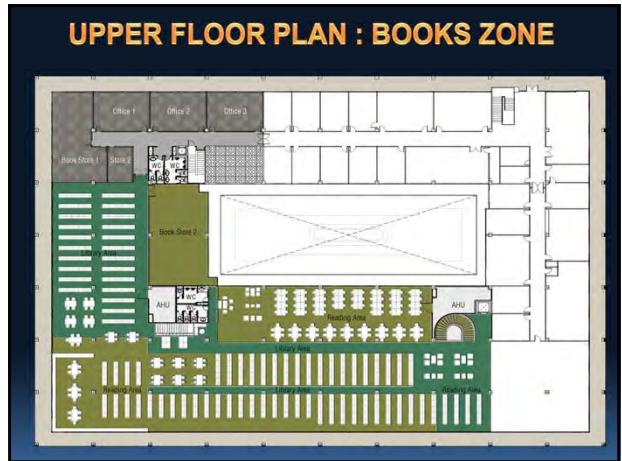 UPPER FLOOR PLAN : BOOKS ZONE
Office 1
Office 2
Office 3
Book Store 1
Store 2
WC
WC
Book Store 2
Library Area
AHU
WC
WC
AHU
Reading Area
Library Area
Reading Area
Library Area
Reading Area